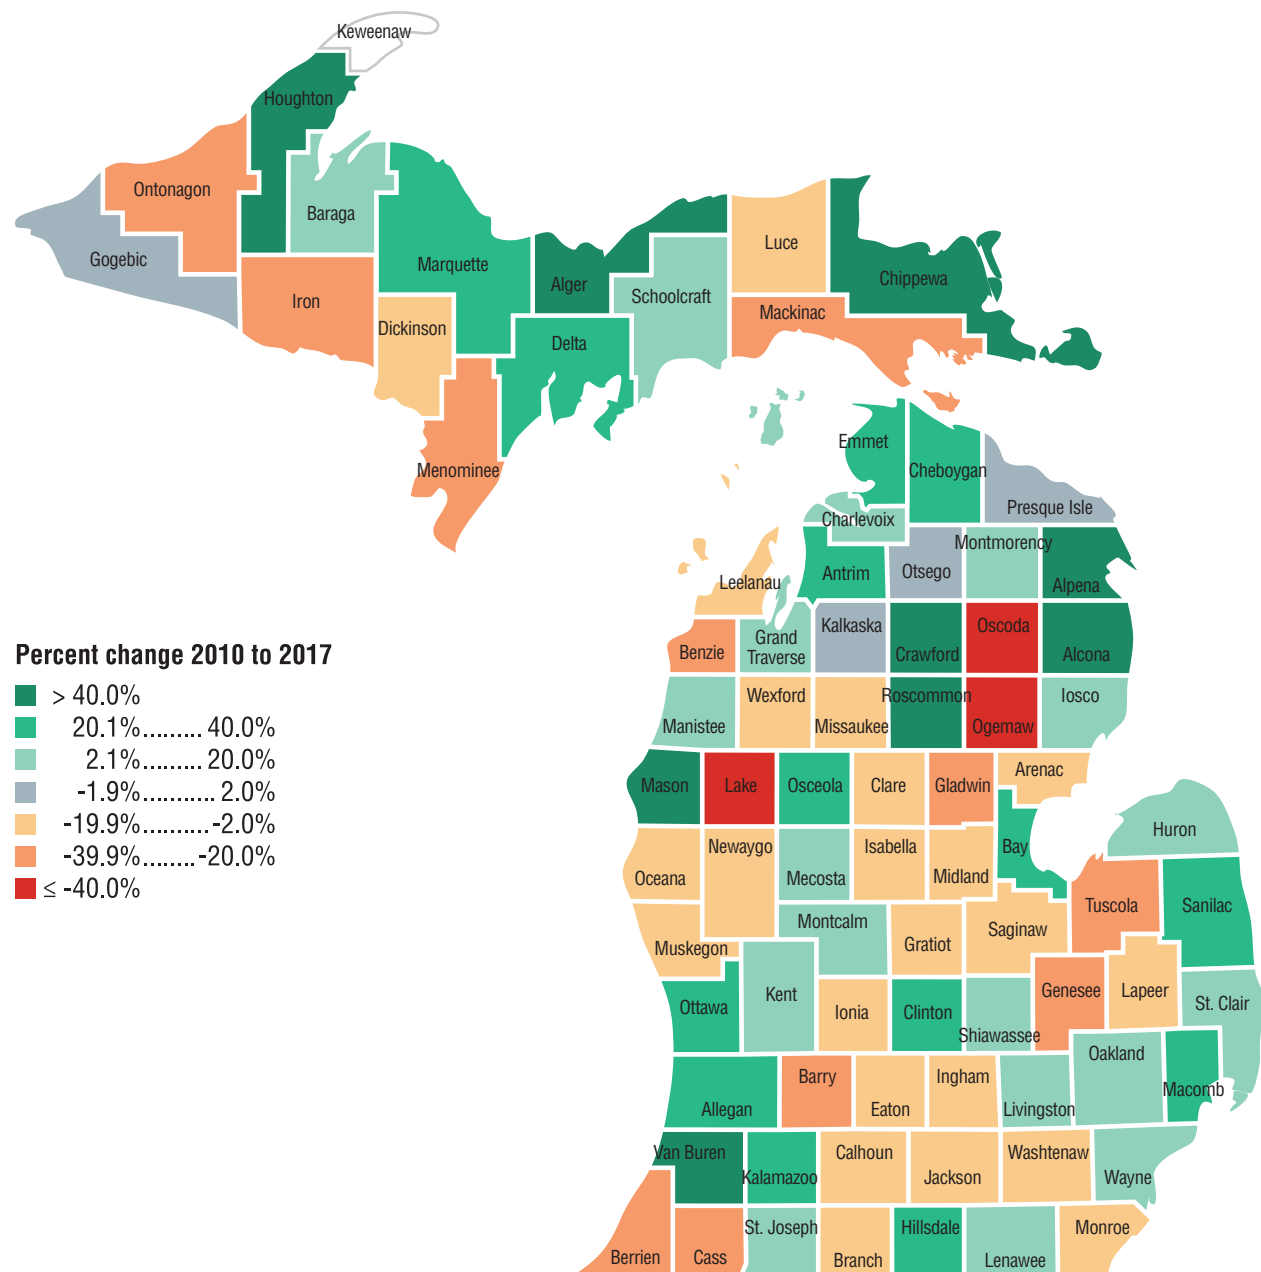 Keweenaw
Houghton
Ontonagon
Baraga
Gogebic
Marquette
Iron
Dickinson
Alger
Luce
Chippewa
Schoolcraft
Mackinac
Delta
Menominee
Emmet
Cheboygan
Presque Isle
Charlevoix
Montmorency
Leelanau
Antrim
Otsego
Alpena
Benzie
Grand
Traverse
Kalkaska
Crawford
Oscoda
Alcona
Manistee
Wexford
Missaukee
Roscommon
Ogemaw
Iosco
Percent change 2010 to 2017
> 40.0%
20.1%......... 40.0%
2.1%......... 20.0%
-1.9%.......... 2.0%
-19.9%..........-2.0%
-39.9%.......-20.0%
≤ -40.0%
Mason
Lake
Osceola
Clare
Gladwin
Arenac
Huron
Oceana
Newaygo
Mecosta
Isabella
Midland
Bay
Tuscola
Sanilac
Muskegon
Montcalm
Gratiot
Saginaw
Ottawa
Kent
Ionia
Clinton
Shiawassee
Genesee
Lapeer
St. Clair
Allegan
Barry
Eaton
Ingham
Livingston
Oakland
Macomb
Van Buren
Kalamazoo
Calhoun
Jackson
Washtenaw
Wayne
Berrien
Cass
St. Joseph
Branch
Hillsdale
Lenawee
Monroe